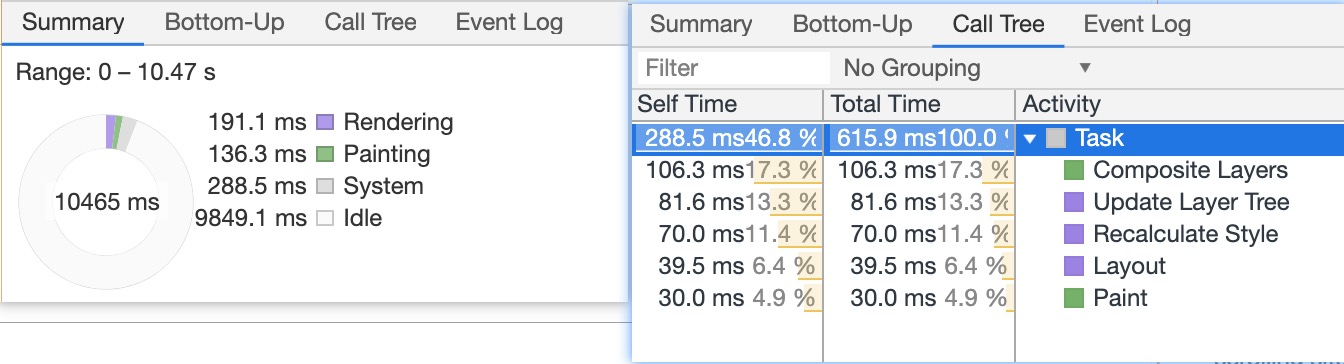 Summary Bottom-Up Call Tree Event Log
Range: 0 – 10.47 s
191.1 ms Rendering
136.3 ms Painting
288.5 ms System
9849.1 ms Idle
10465 ms
Summary Bottom-Up Call Tree Event Log
Filter No Grouping ▼
Self Time Total Time Activity
288.5 ms 46.8 % 615.9 ms 100.0 ▼ Task
106.3 ms 17.3 % 106.3 ms 17.3 % Composite Layers
81.6 ms 13.3 % 81.6 ms 13.3 % Update Layer Tree
70.0 ms 11.4 % 70.0 ms 11.4 % Recalculate Style
39.5 ms 6.4 % 39.5 ms 6.4 % Layout
30.0 ms 4.9 % 30.0 ms 4.9 % Paint